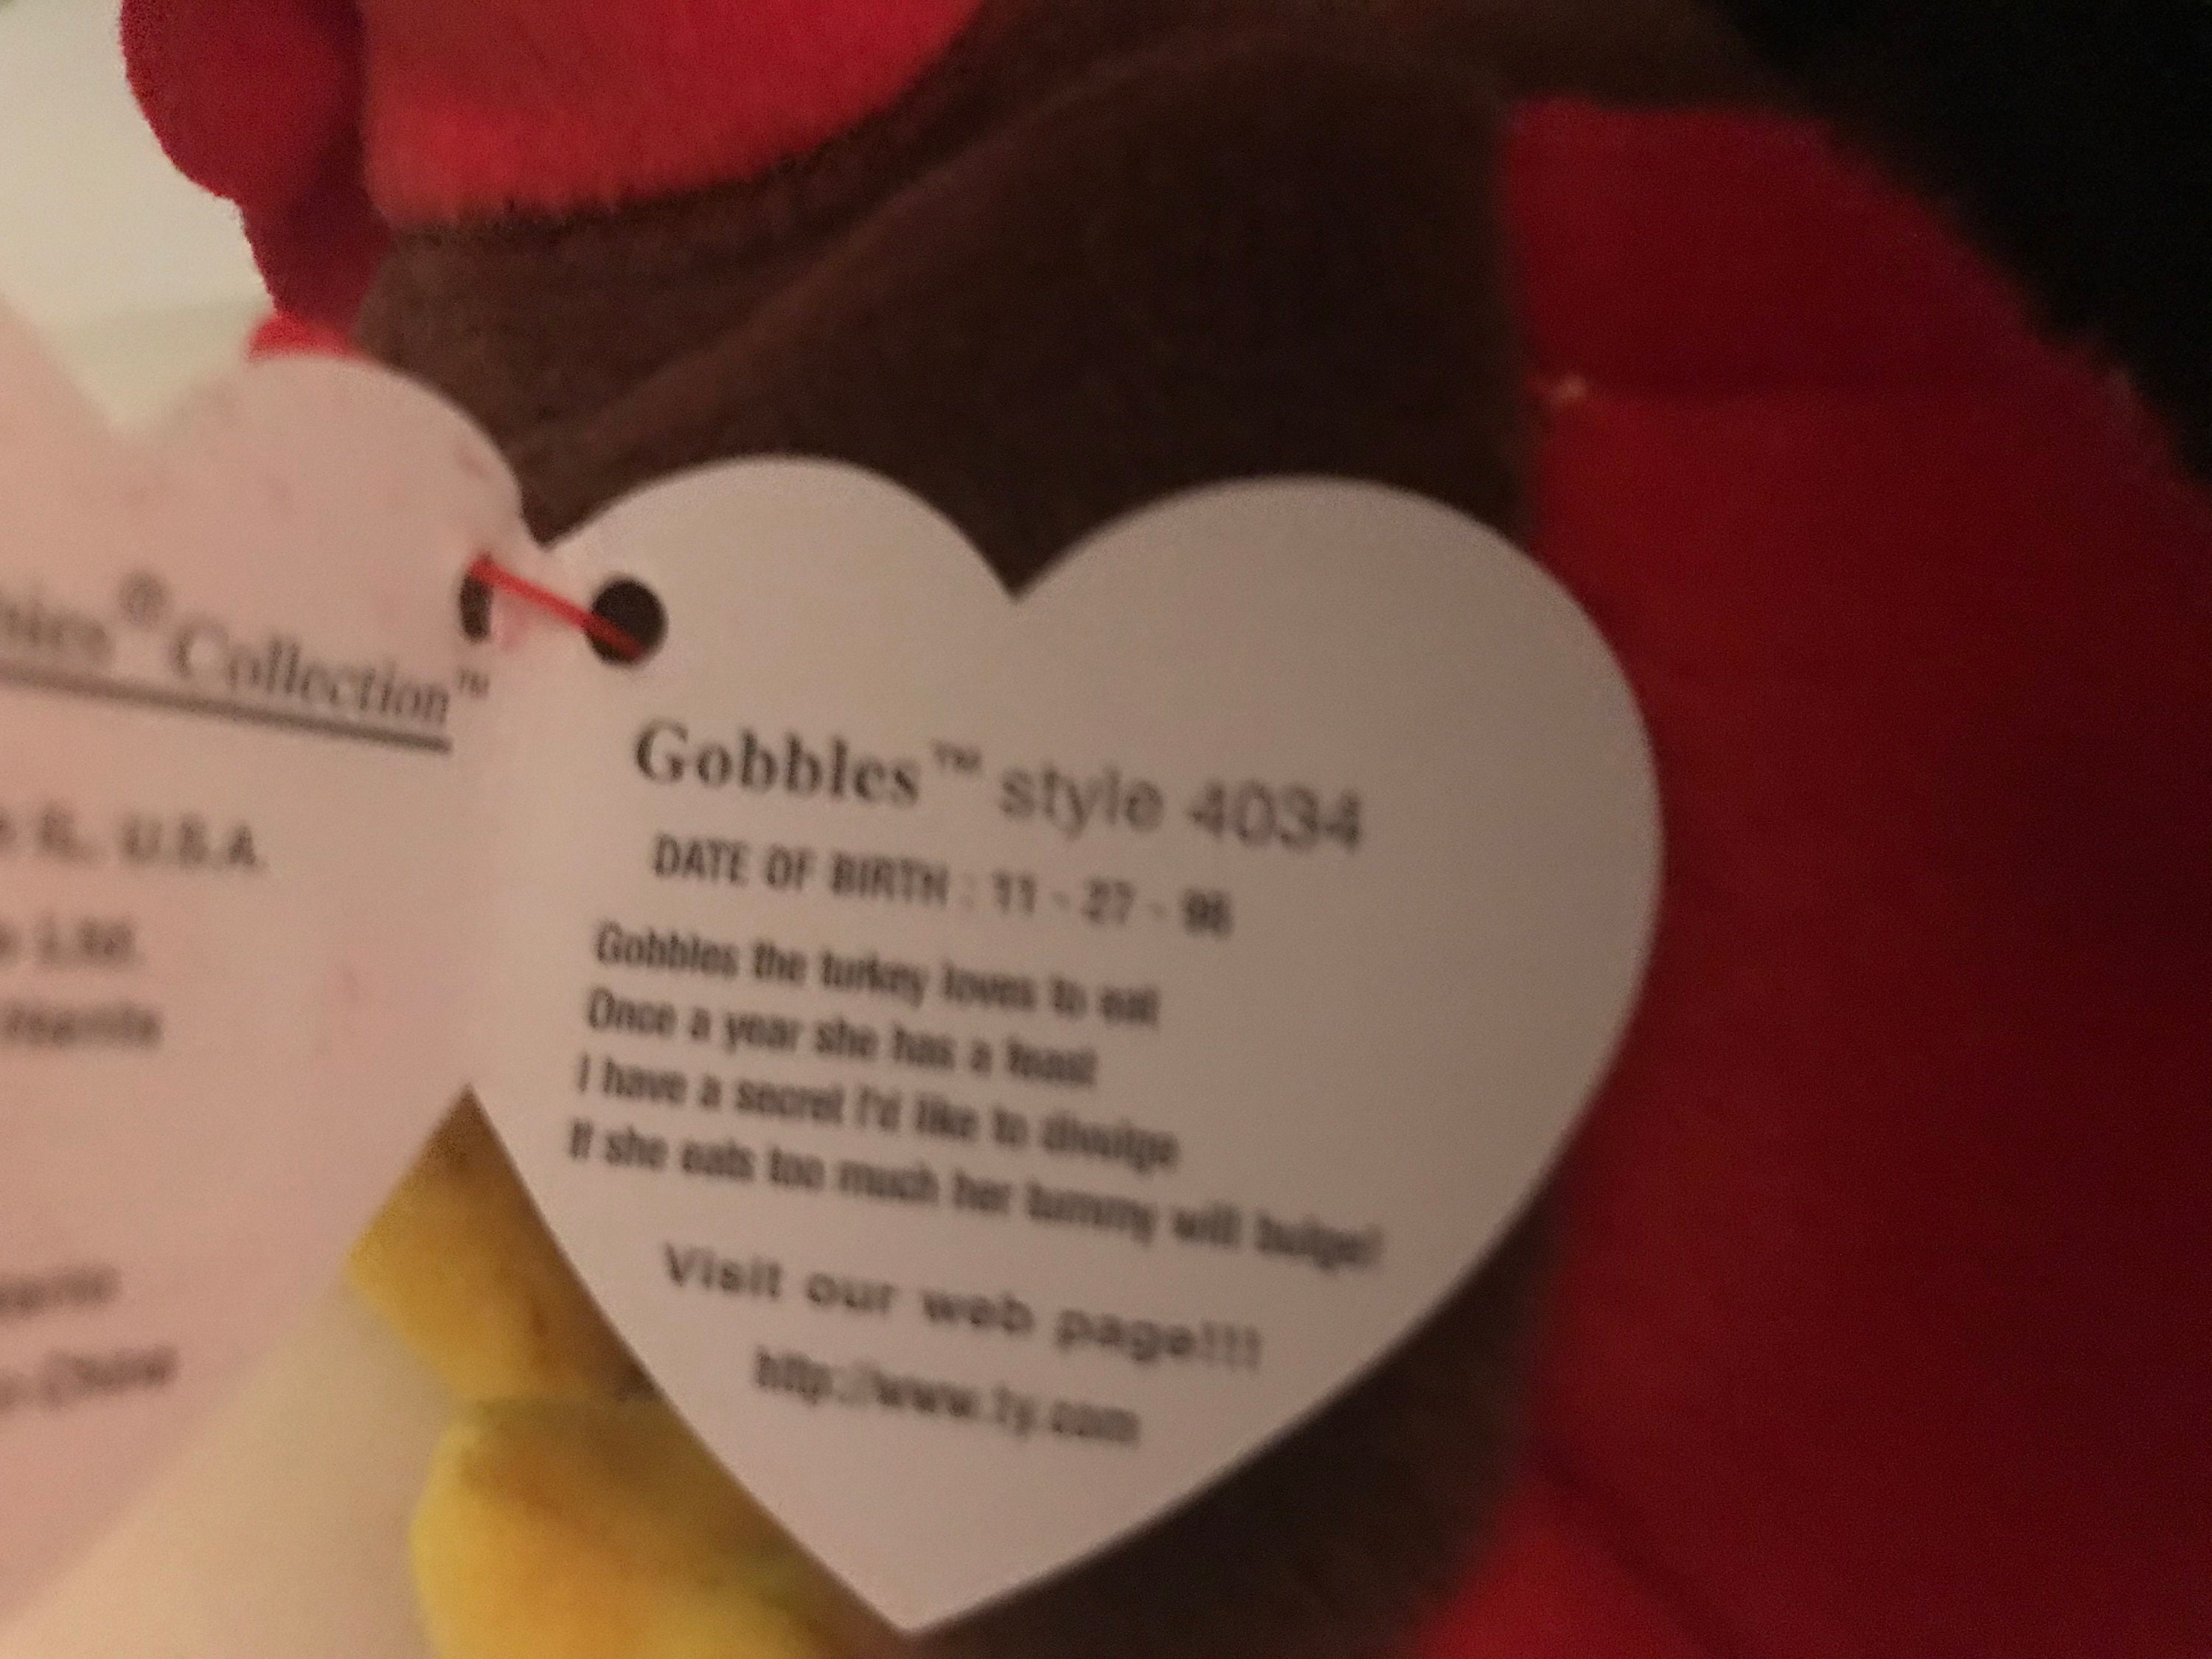 ® Collection™
U.S.A.
Gobbles™ style 4034
DATE OF BIRTH : 11 - 27 - 96
Gobbles the turkey loves to eat
Once a year she has a feast
I have a secret I'd like to divulge
If she eats too much her tummy will bulge!
Visit our web page!!!
http://www.ty.com